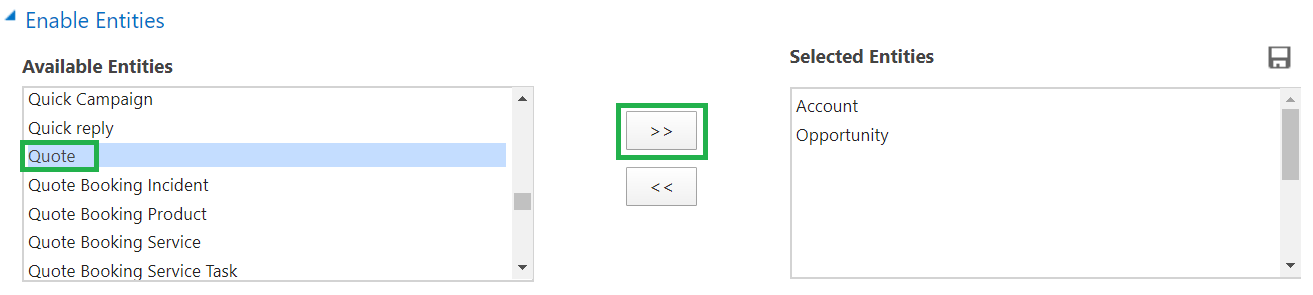 Enable Entities
Available Entities
Quick Campaign
Quick reply
Quote
Quote Booking Incident
Quote Booking Product
Quote Booking Service
Quote Booking Service Task
>>
<<
Selected Entities
Account
Opportunity